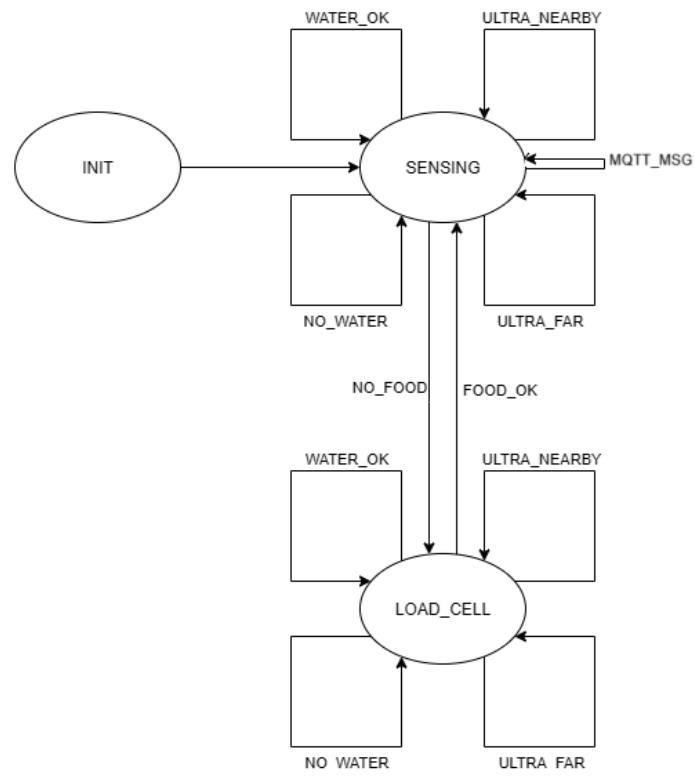 WATER_OK
ULTRA_NEARBY
INIT
SENSING
MQTT_MSG
NO_WATER
ULTRA_FAR
NO_FOOD
FOOD_OK
WATER_OK
ULTRA_NEARBY
LOAD_CELL
NO_WATER
ULTRA_FAR